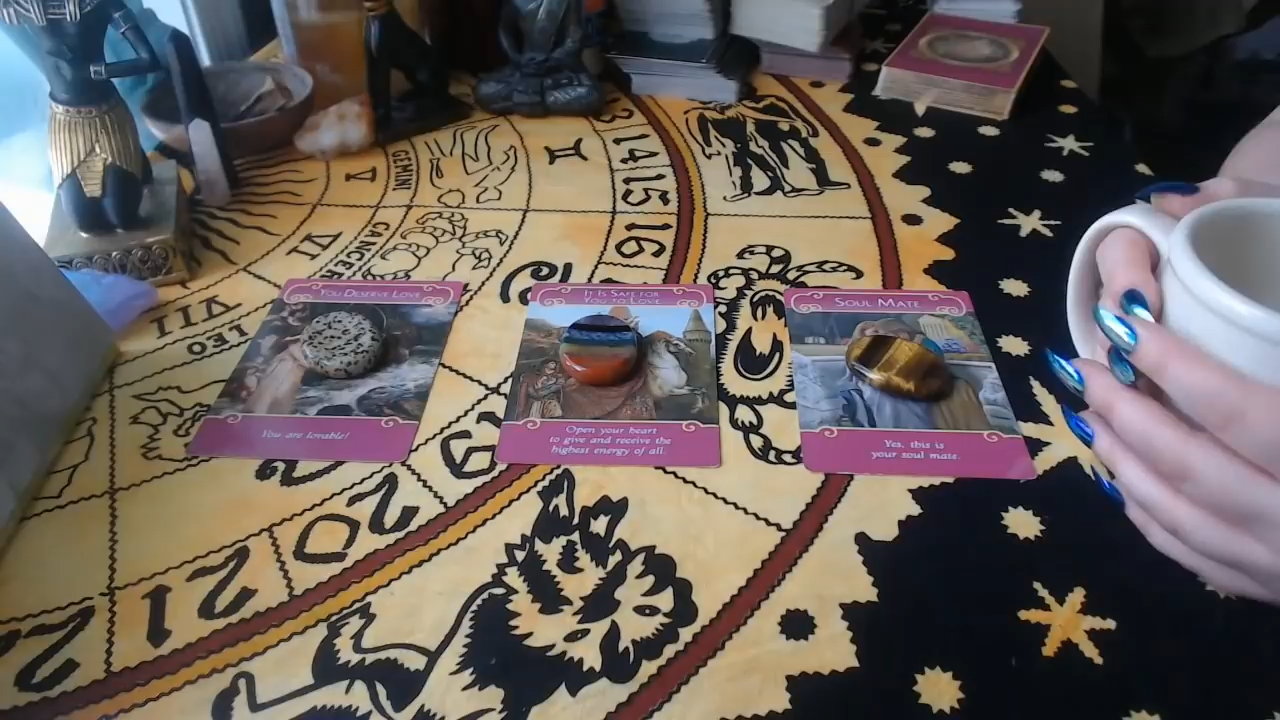 GEMINI
V
14 15 16
CANCER
VI
VII
LEO
YOU DESERVE LOVE
You are lovable!
IT IS SAFE FOR
YOU TO LOVE
Open your heart
to give and receive the
highest energy of all.
SOUL MATE
Yes, this is
your soul mate.
20
21
22